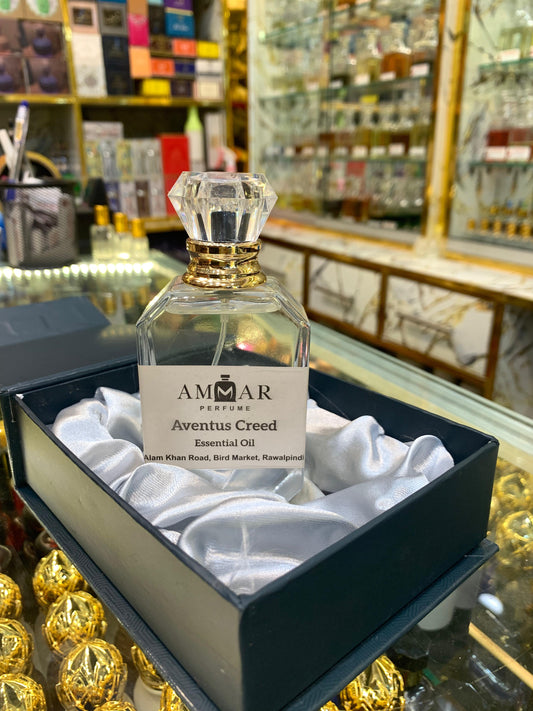 AMMAR
PERFUME
Aventus Creed
Essential Oil
Alam Khan Road, Bird Market, Rawalpindi